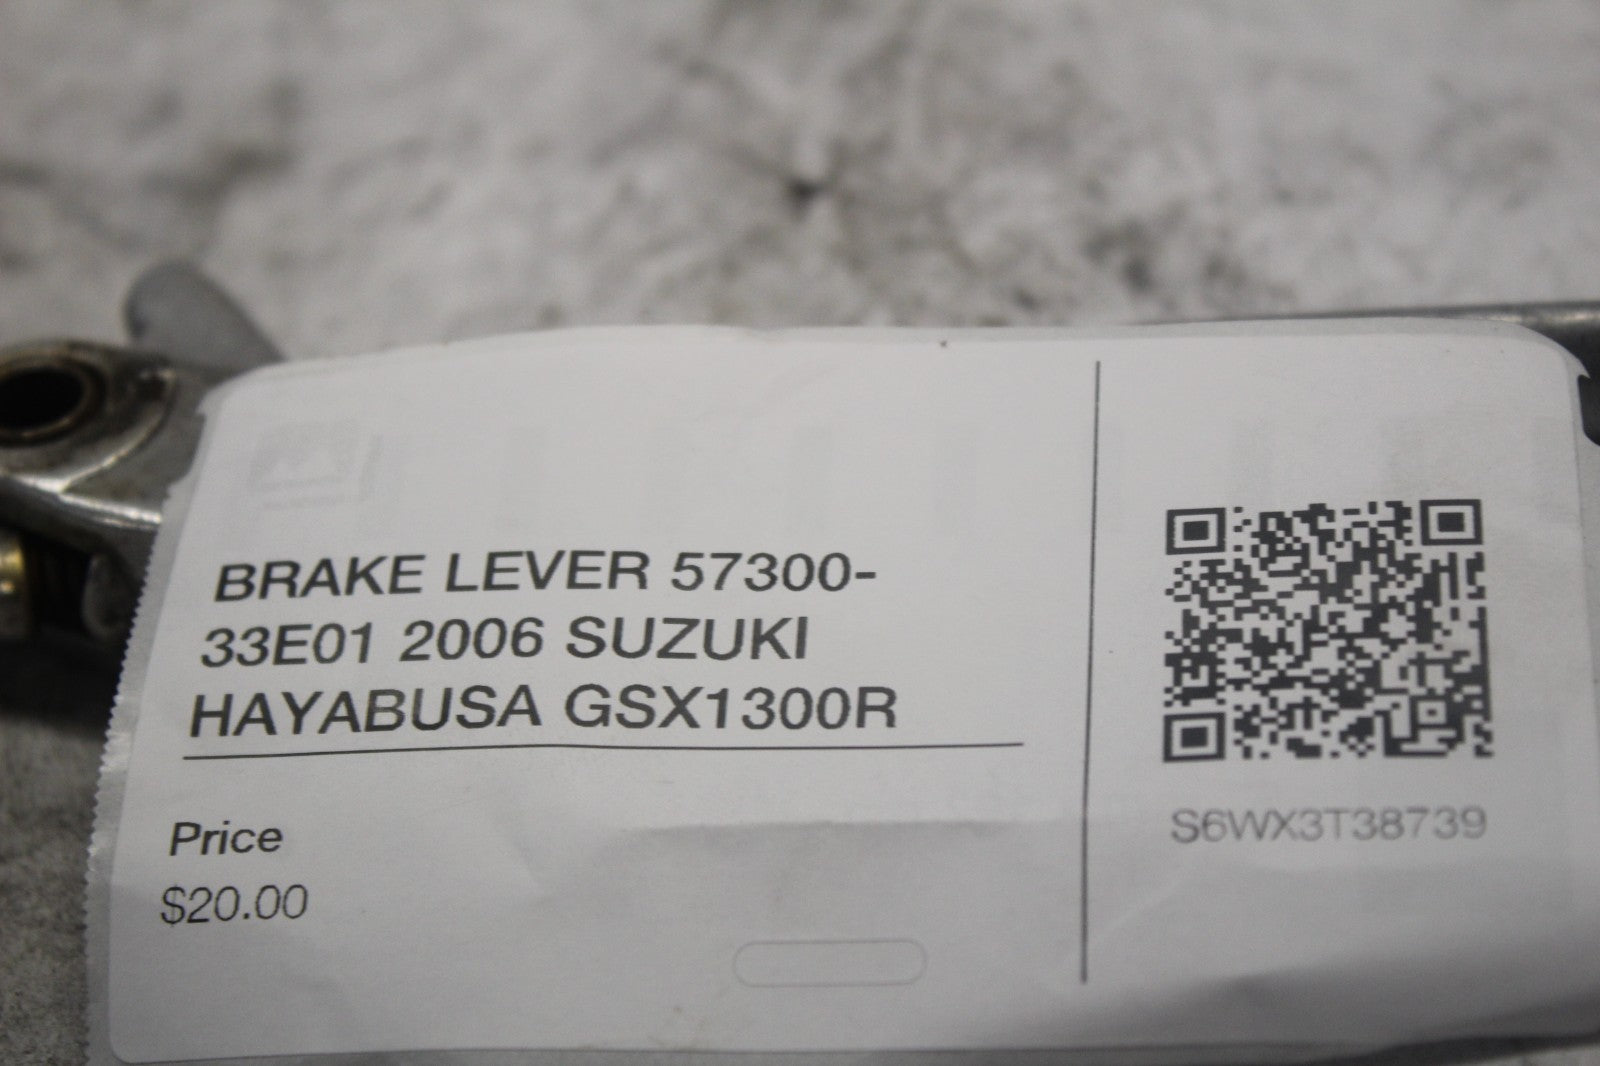 BRAKE LEVER 57300-
33E01 2006 SUZUKI
HAYABUSA GSX1300R
Price
$20.00
S6WX3T38739